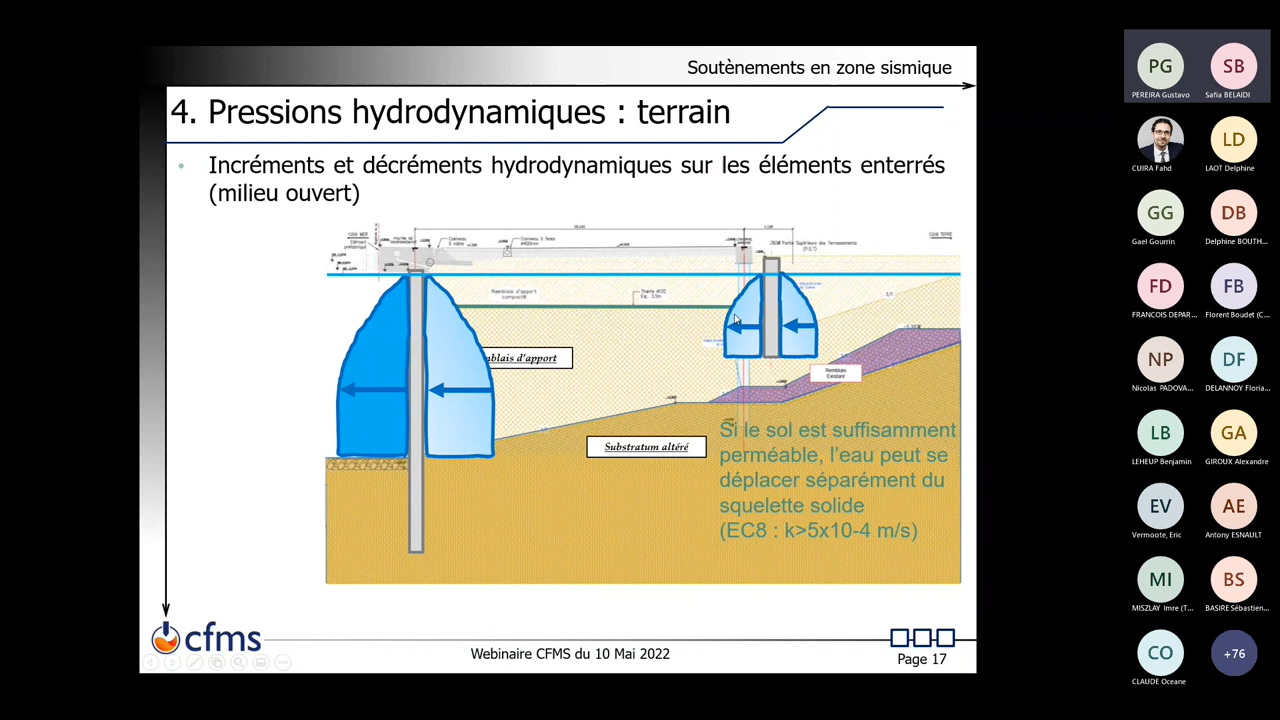 Soutènements en zone sismique
4. Pressions hydrodynamiques : terrain
• Incréments et décréments hydrodynamiques sur les éléments enterrés
(milieu ouvert)
Remblais d'apport
compacté
blais d'apport
Remblais
Existant
Substratum altéré
Si le sol est suffisamment
perméable, l'eau peut se
déplacer séparément du
squelette solide
(EC8 : k>5x10-4 m/s)
cfms
Webinaire CFMS du 10 Mai 2022
Page 17
PG
PEREIRA Gustavo
SB
Safia BELAIDI
CUIRA Fahd
LD
LAOT Delphine
GG
Gael Gourrin
DB
Delphine BOUTH...
FD
FRANCOIS DEPAR...
FB
Florent Boudet (C...
NP
Nicolas PADOVA...
DF
DELANNOY Floria...
LB
LEHEUP Benjamin
GA
GIROUX Alexandre
EV
Vermoote, Eric
AE
Antony ESNAULT
MI
MISZLAY Imre (T...
BS
BASIRE Sébastien...
CO
CLAUDE Oceane
+76